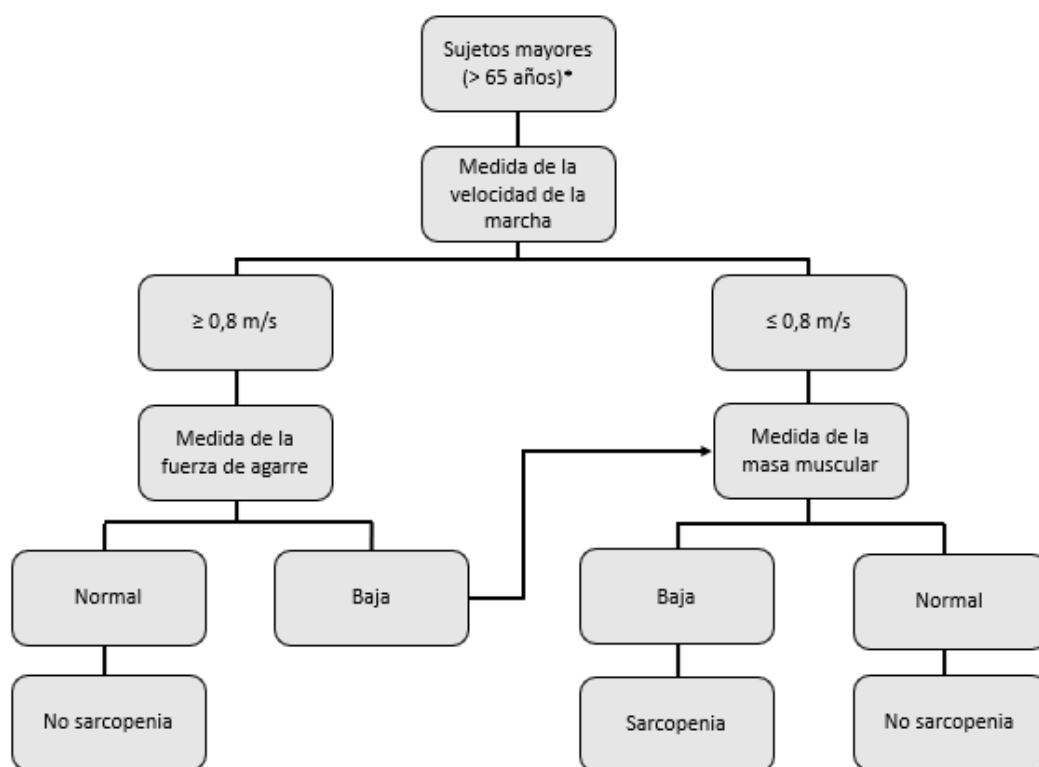 Sujetos mayores
(> 65 años)*
Medida de la
velocidad de la
marcha
≥ 0,8 m/s
≤ 0,8 m/s
Medida de la
fuerza de agarre
Medida de la
masa muscular
Normal
Baja
Baja
Normal
No sarcopenia
Sarcopenia
No sarcopenia